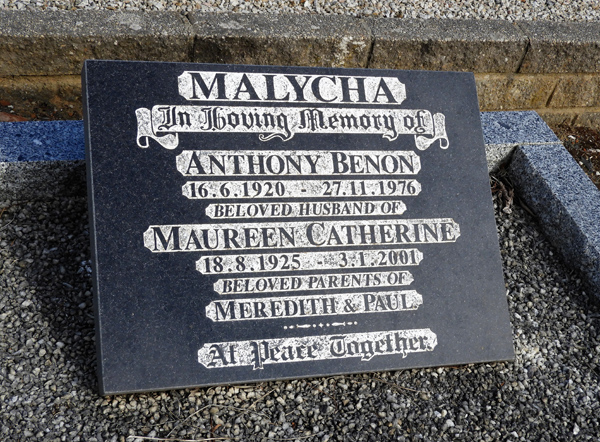 MALYCHA
In Loving Memory of
ANTHONY BENON
16.6.1920 - 27.11.1976
BELOVED HUSBAND OF
MAUREEN CATHERINE
18.8.1925 - 3.1.2001
BELOVED PARENTS OF
MEREDITH & PAUL
At Peace Together